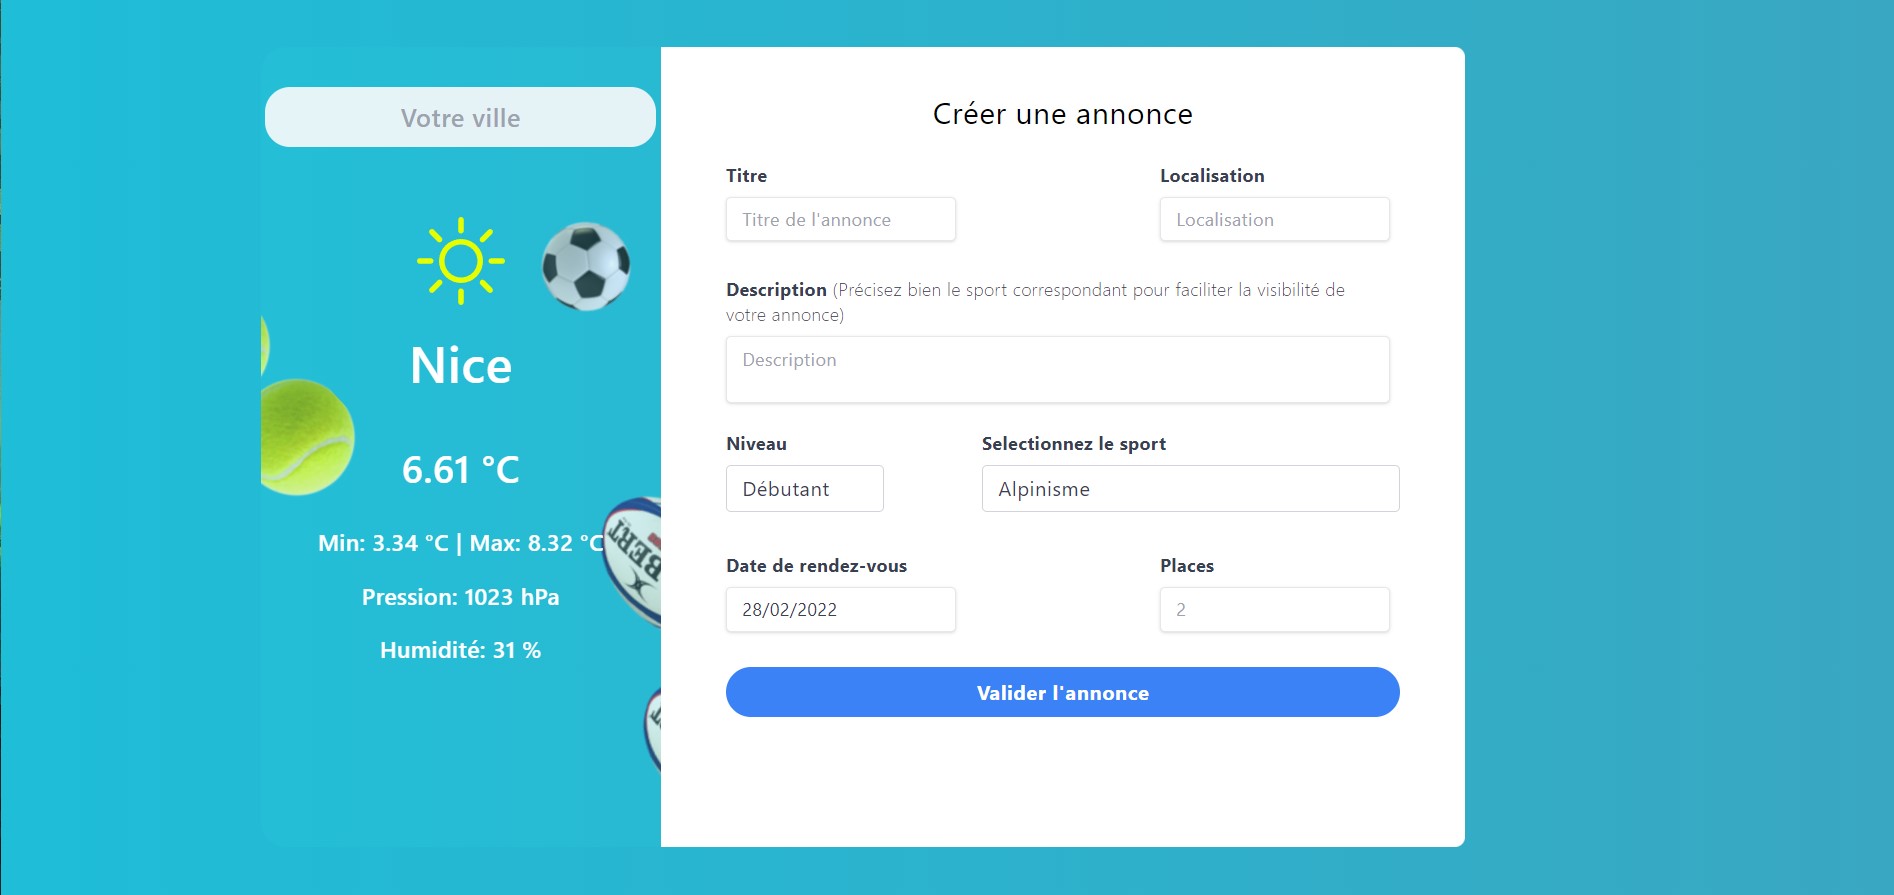 Votre ville
Nice
6.61 °C
Min: 3.34 °C | Max: 8.32 °C
Pression: 1023 hPa
Humidité: 31 %
BERT
Créer une annonce
Titre
Titre de l'annonce
Localisation
Localisation
Description (Précisez bien le sport correspondant pour faciliter la visibilité de
votre annonce)
Description
Niveau
Débutant
Selectionnez le sport
Alpinisme
Date de rendez-vous
28/02/2022
Places
2
Valider l'annonce